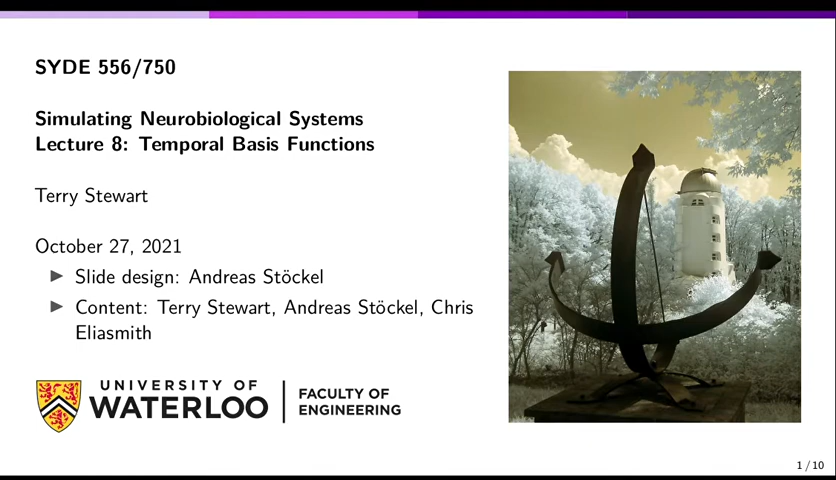 SYDE 556/750
Simulating Neurobiological Systems
Lecture 8: Temporal Basis Functions
Terry Stewart
October 27, 2021
Slide design: Andreas Stöckel
Content: Terry Stewart, Andreas Stöckel, Chris
Eliasmith
UNIVERSITY OF
WATERLOO
FACULTY OF
ENGINEERING
1 / 10